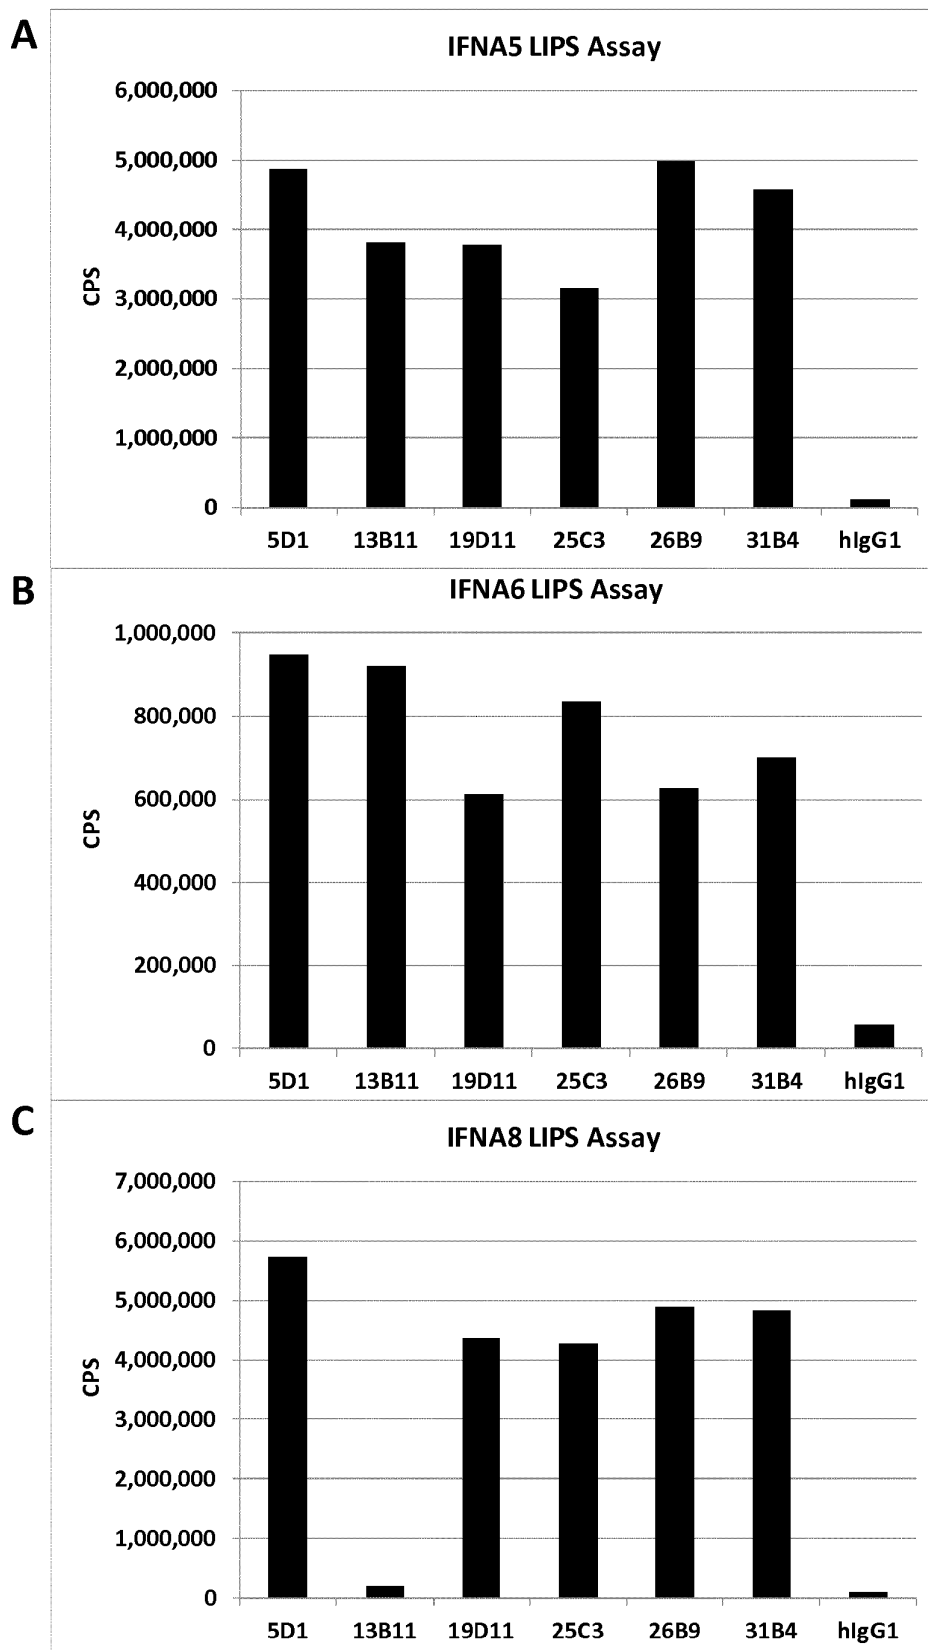 A
IFNA5 LIPS Assay
6,000,000
5,000,000
4,000,000
3,000,000
2,000,000
1,000,000
0
CPS
5D1 13B11 19D11 25C3 26B9 31B4 hIgG1
B
IFNA6 LIPS Assay
1,000,000
800,000
600,000
400,000
200,000
0
CPS
5D1 13B11 19D11 25C3 26B9 31B4 hIgG1
C
IFNA8 LIPS Assay
7,000,000
6,000,000
5,000,000
4,000,000
3,000,000
2,000,000
1,000,000
0
CPS
5D1 13B11 19D11 25C3 26B9 31B4 hIgG1